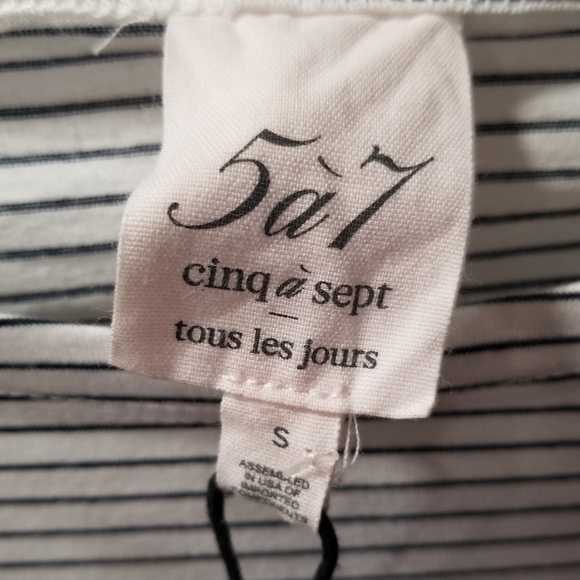 5à7
cinq à sept
—
tous les jours
S
ASSEMBLED
IN USA OF
IMPORTED
COMPONENTS